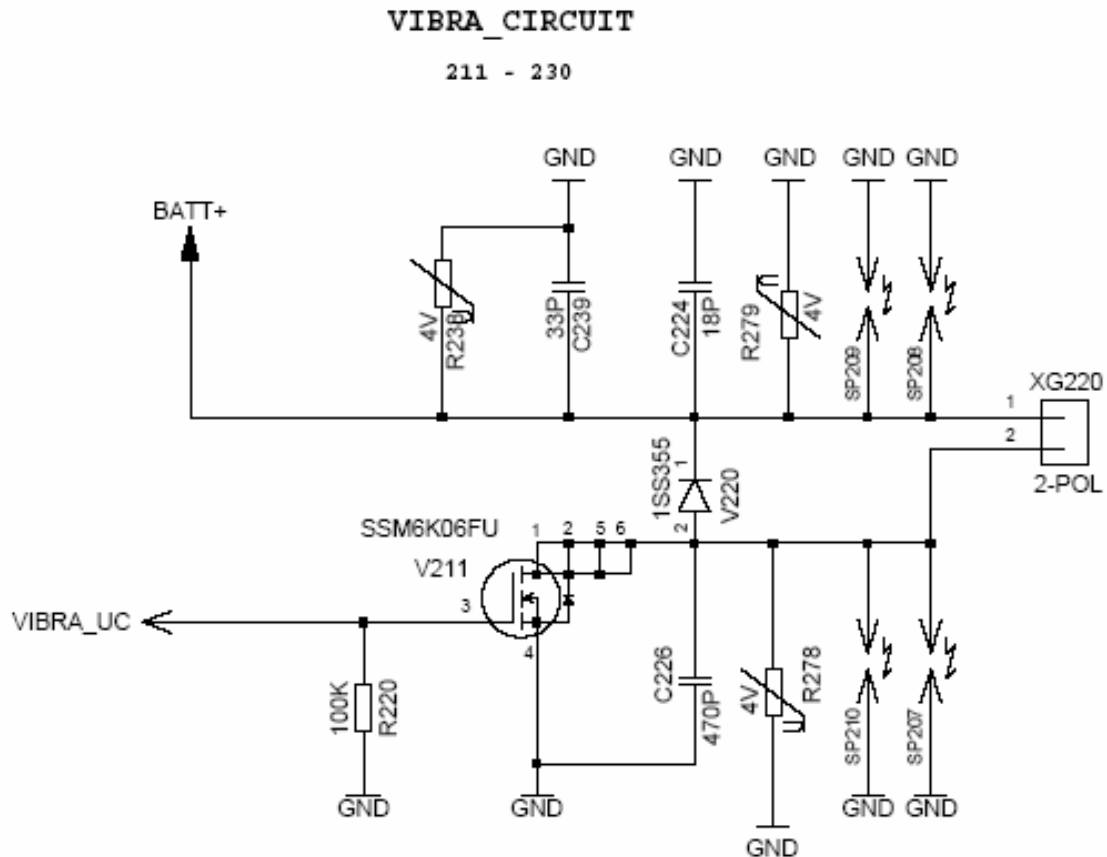 VIBRA_CIRCUIT
211 - 230
GND GND GND GND GND
BATT+
4V
R238
33P
C239
C224
18P
R279
4V
SP209
SP208
XG220
1
2
2-POL
1SS355
1
2
V220
SSM6K06FU
V211
1 2 5 6
3
4
VIBRA_UC
100K
R220
C226
470P
4V
R278
SP210
SP207
GND GND GND GND
GND